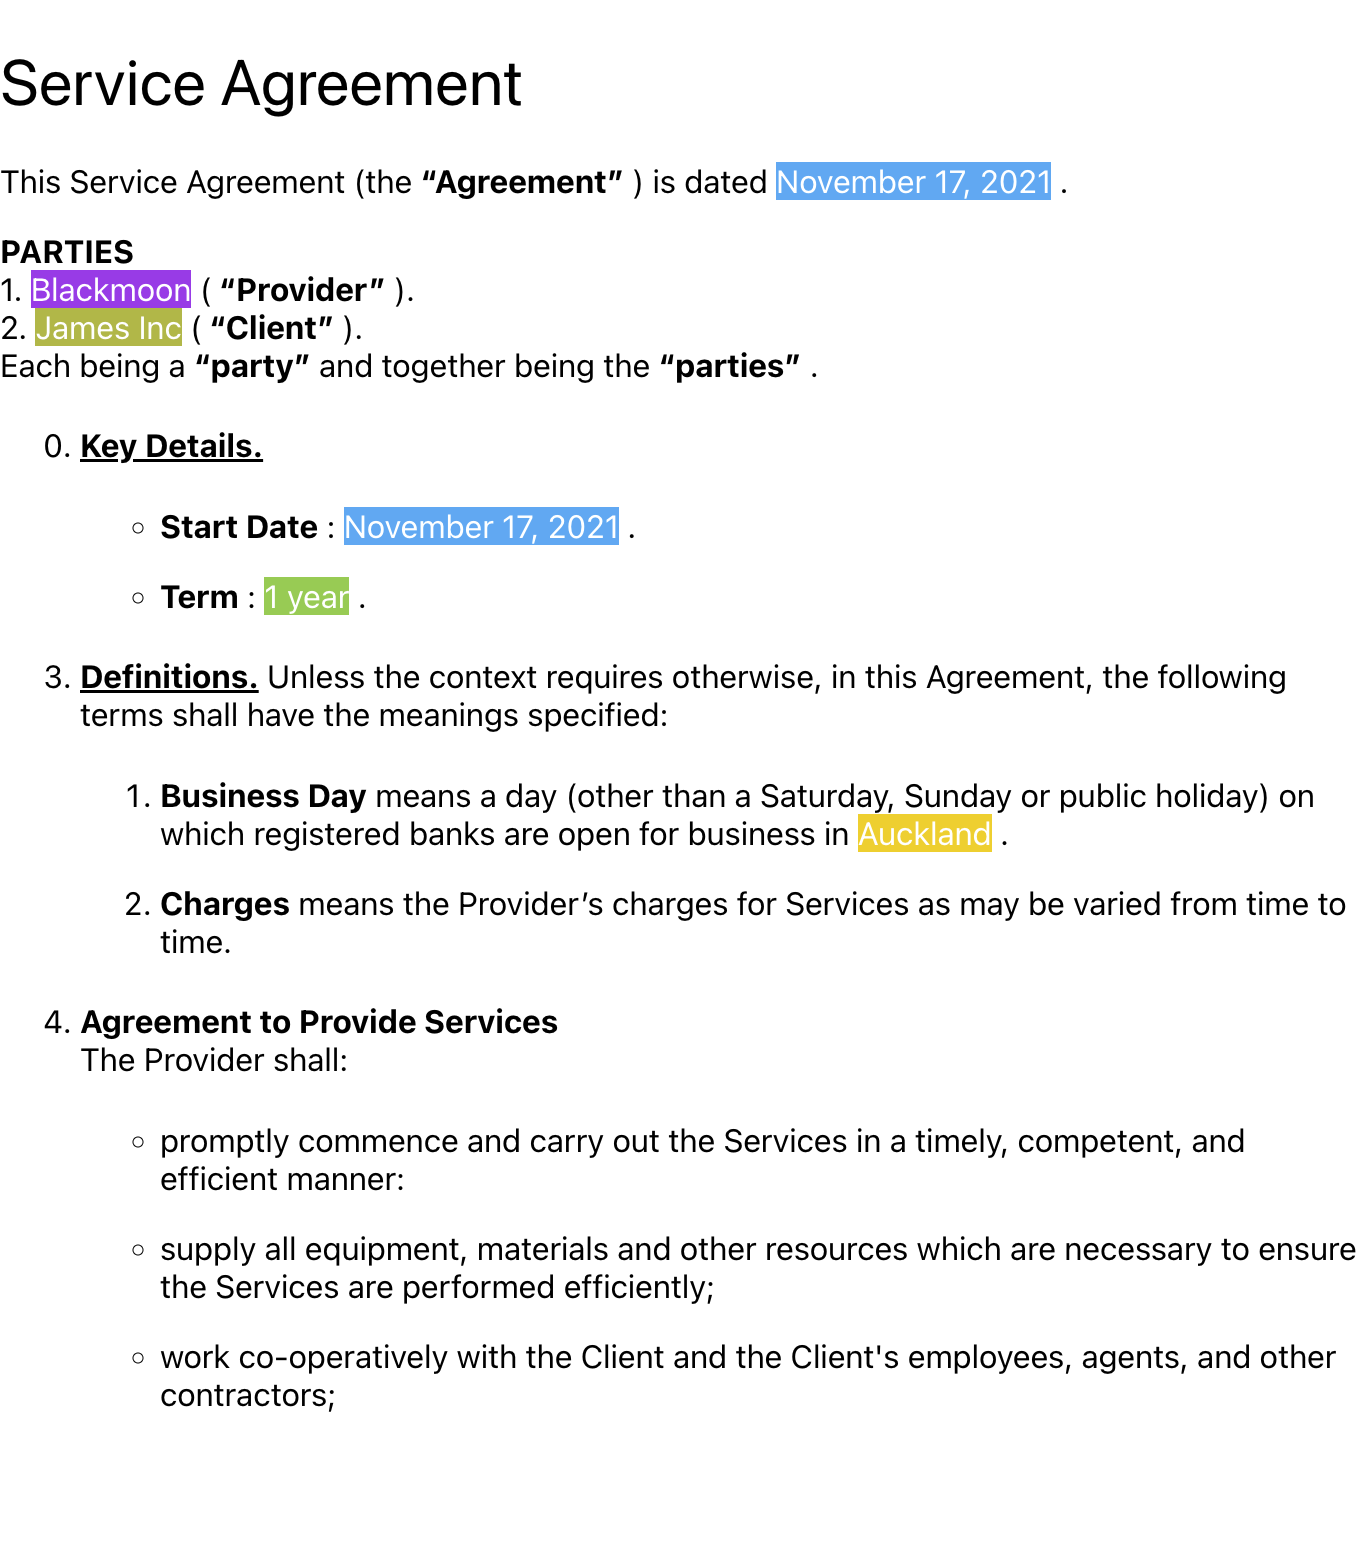 Service Agreement
This Service Agreement (the “Agreement” ) is dated November 17, 2021 .
PARTIES
1. Blackmoon ( “Provider” ).
2. James Inc ( “Client” ).
Each being a “party” and together being the “parties” .
0. Key Details.
◦ Start Date : November 17, 2021 .
◦ Term : 1 year .
3. Definitions. Unless the context requires otherwise, in this Agreement, the following
terms shall have the meanings specified:
1. Business Day means a day (other than a Saturday, Sunday or public holiday) on
which registered banks are open for business in Auckland .
2. Charges means the Provider’s charges for Services as may be varied from time to
time.
4. Agreement to Provide Services
The Provider shall:
◦ promptly commence and carry out the Services in a timely, competent, and
efficient manner:
◦ supply all equipment, materials and other resources which are necessary to ensure
the Services are performed efficiently;
◦ work co-operatively with the Client and the Client's employees, agents, and other
contractors;